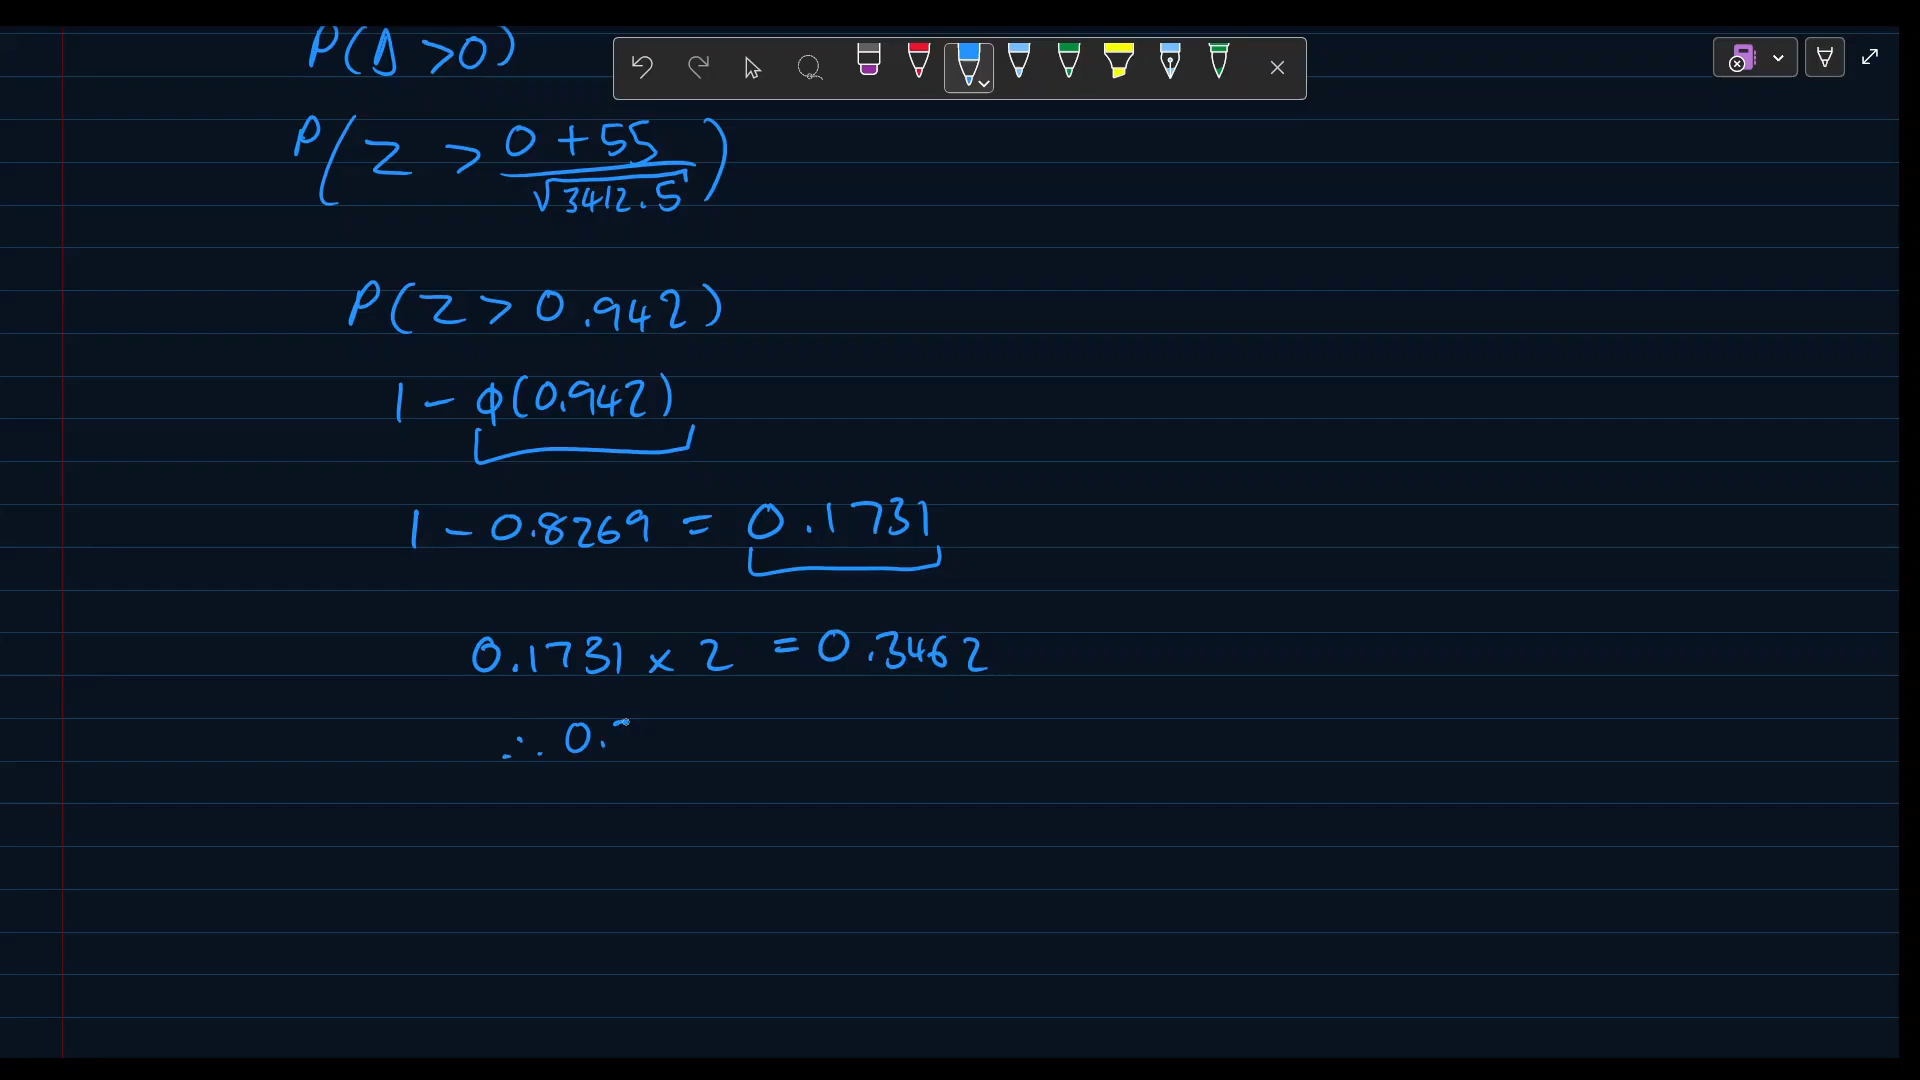 P(D >0)
P(Z > (0 + 55)/√3412.5)
P(Z > 0.942)
1 - φ(0.942)
1 - 0.8269 = 0.1731
0.1731 x 2 = 0.3462
∴ 0.